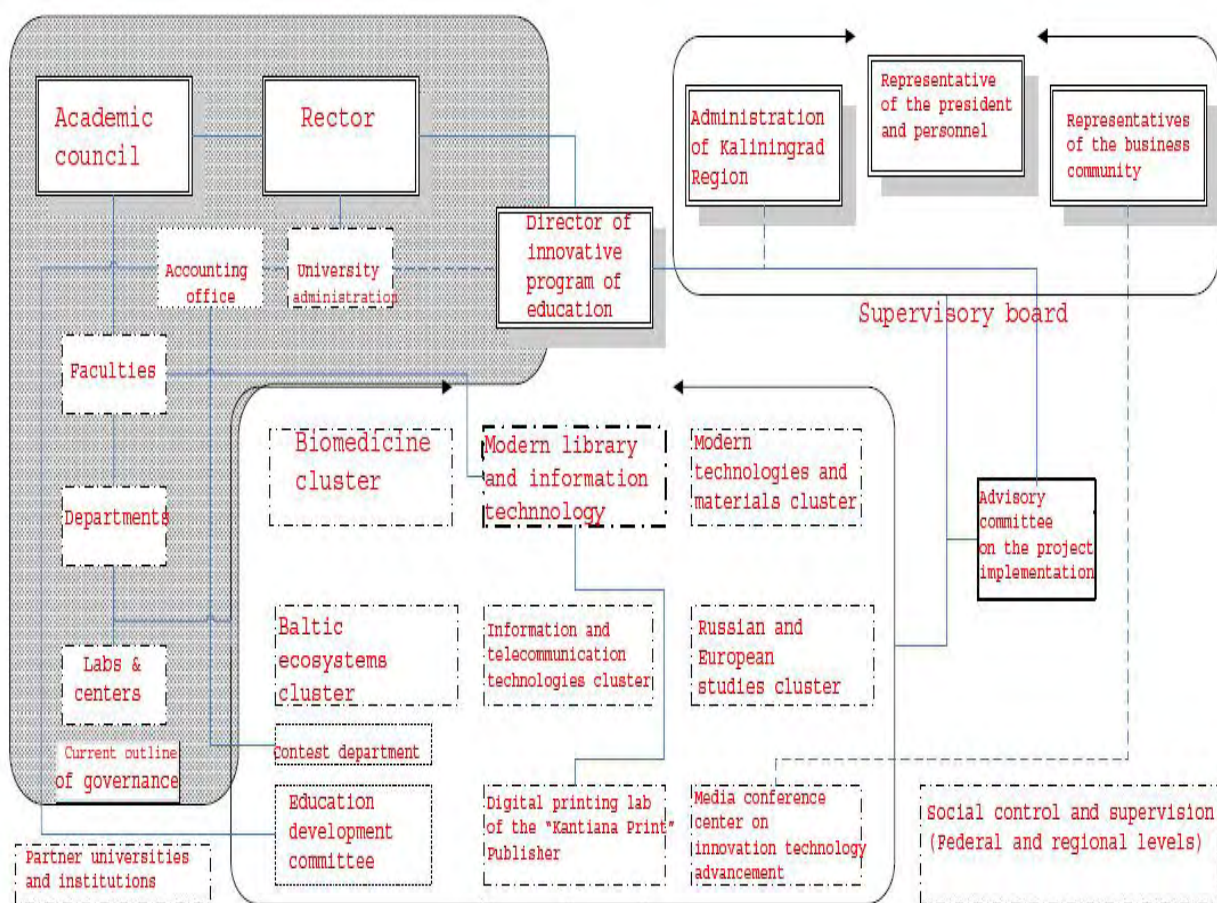 Academic
council
Rector
Administration
of Kaliningrad
Region
Representative
of the president
and personnel
Representatives
of the business
community
Accounting
office
University
administration
Director of
innovative
program of
education
Supervisory board
Faculties
Departments
Labs &
centers
Current outline
of governance
Biomedicine
cluster
Modern library
and information
technnology
Modern
technologies and
materials cluster
Advisory
committee
on the project
implementation
Baltic
ecosystems
cluster
Information and
telecommunication
technologies cluster
Russian and
European
studies cluster
Contest department
Education
development
committee
Digital printing lab
of the "Kantiana Print"
Publisher
Media conference
center on
innovation technology
advancement
Social control and supervision
(Federal and regional levels)
Partner universities
and institutions